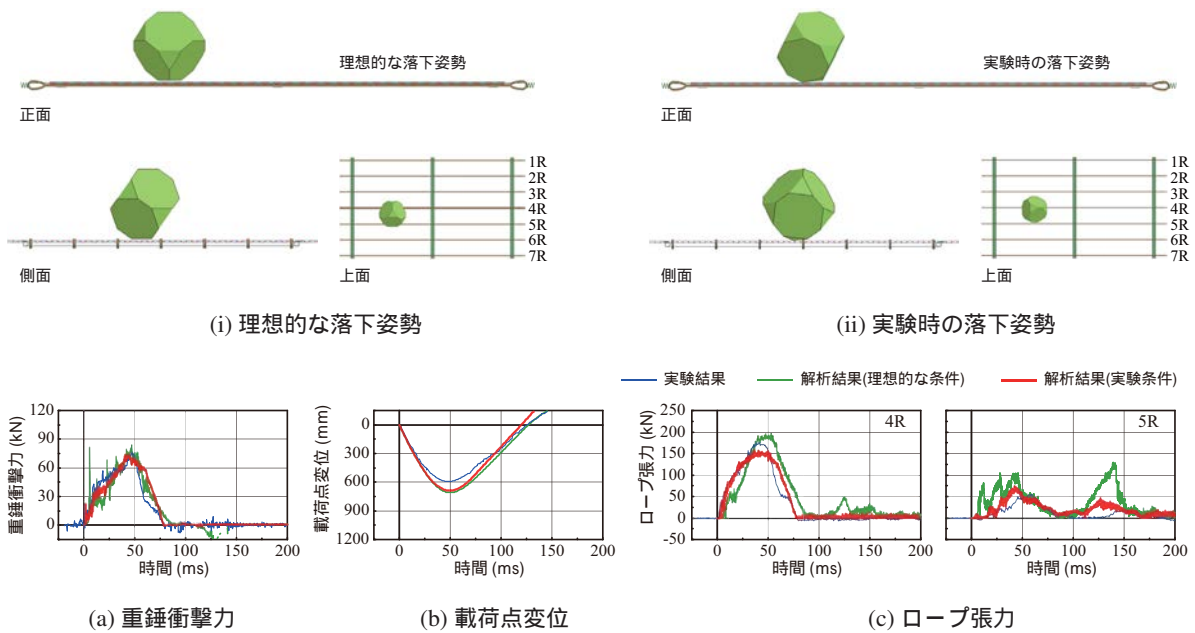 理想的な落下姿勢
正面
側面
上面
1R
2R
3R
4R
5R
6R
7R
(i) 理想的な落下姿勢
実験時の落下姿勢
正面
側面
上面
1R
2R
3R
4R
5R
6R
7R
(ii) 実験時の落下姿勢
実験結果
解析結果(理想的な条件)
解析結果(実験条件)
重錘衝撃力 (kN)
120
90
60
30
0
0 50 100 150 200
時間 (ms)
(a) 重錘衝撃力
載荷点変位 (mm)
0
300
600
900
1200
0 50 100 150 200
時間 (ms)
(b) 載荷点変位
ロープ張力 (kN)
250
200
150
100
50
0
-50
4R
0 50 100 150 200
時間 (ms)
5R
0 50 100 150 200
時間 (ms)
(c) ロープ張力